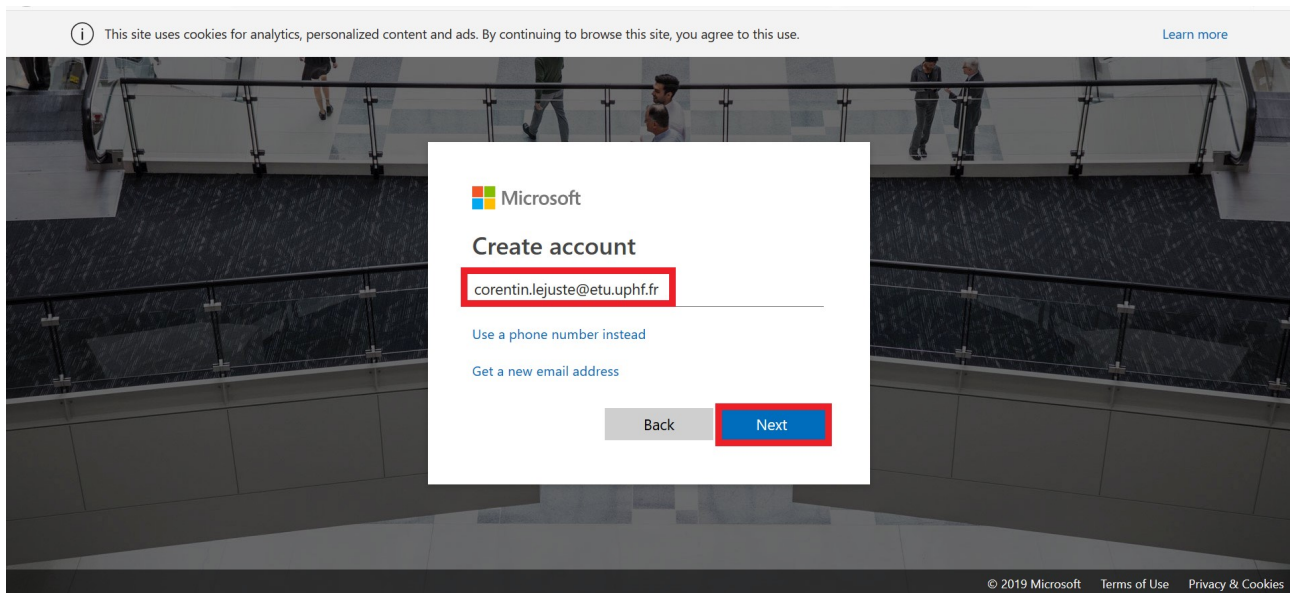 This site uses cookies for analytics, personalized content and ads. By continuing to browse this site, you agree to this use.
Learn more
Microsoft
Create account
corentin.lejuste@etu.uphf.fr
Use a phone number instead
Get a new email address
Back
Next
© 2019 Microsoft Terms of Use Privacy & Cookies